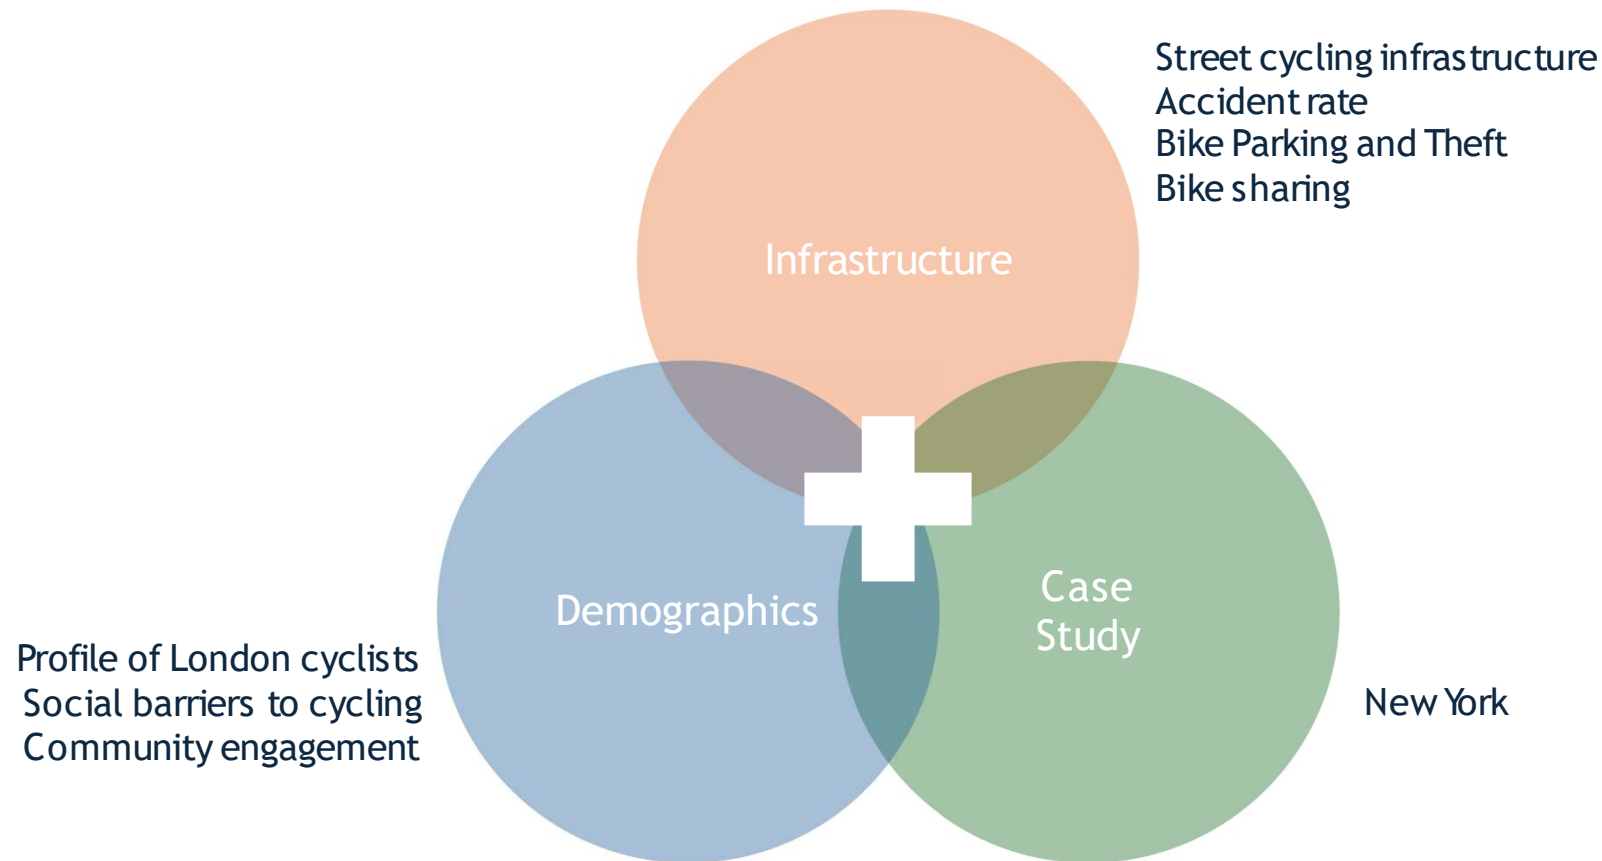 Street cycling infrastructure
Accident rate
Bike Parking and Theft
Bike sharing
Infrastructure
Demographics
Case
Study
Profile of London cyclists
Social barriers to cycling
Community engagement
New York